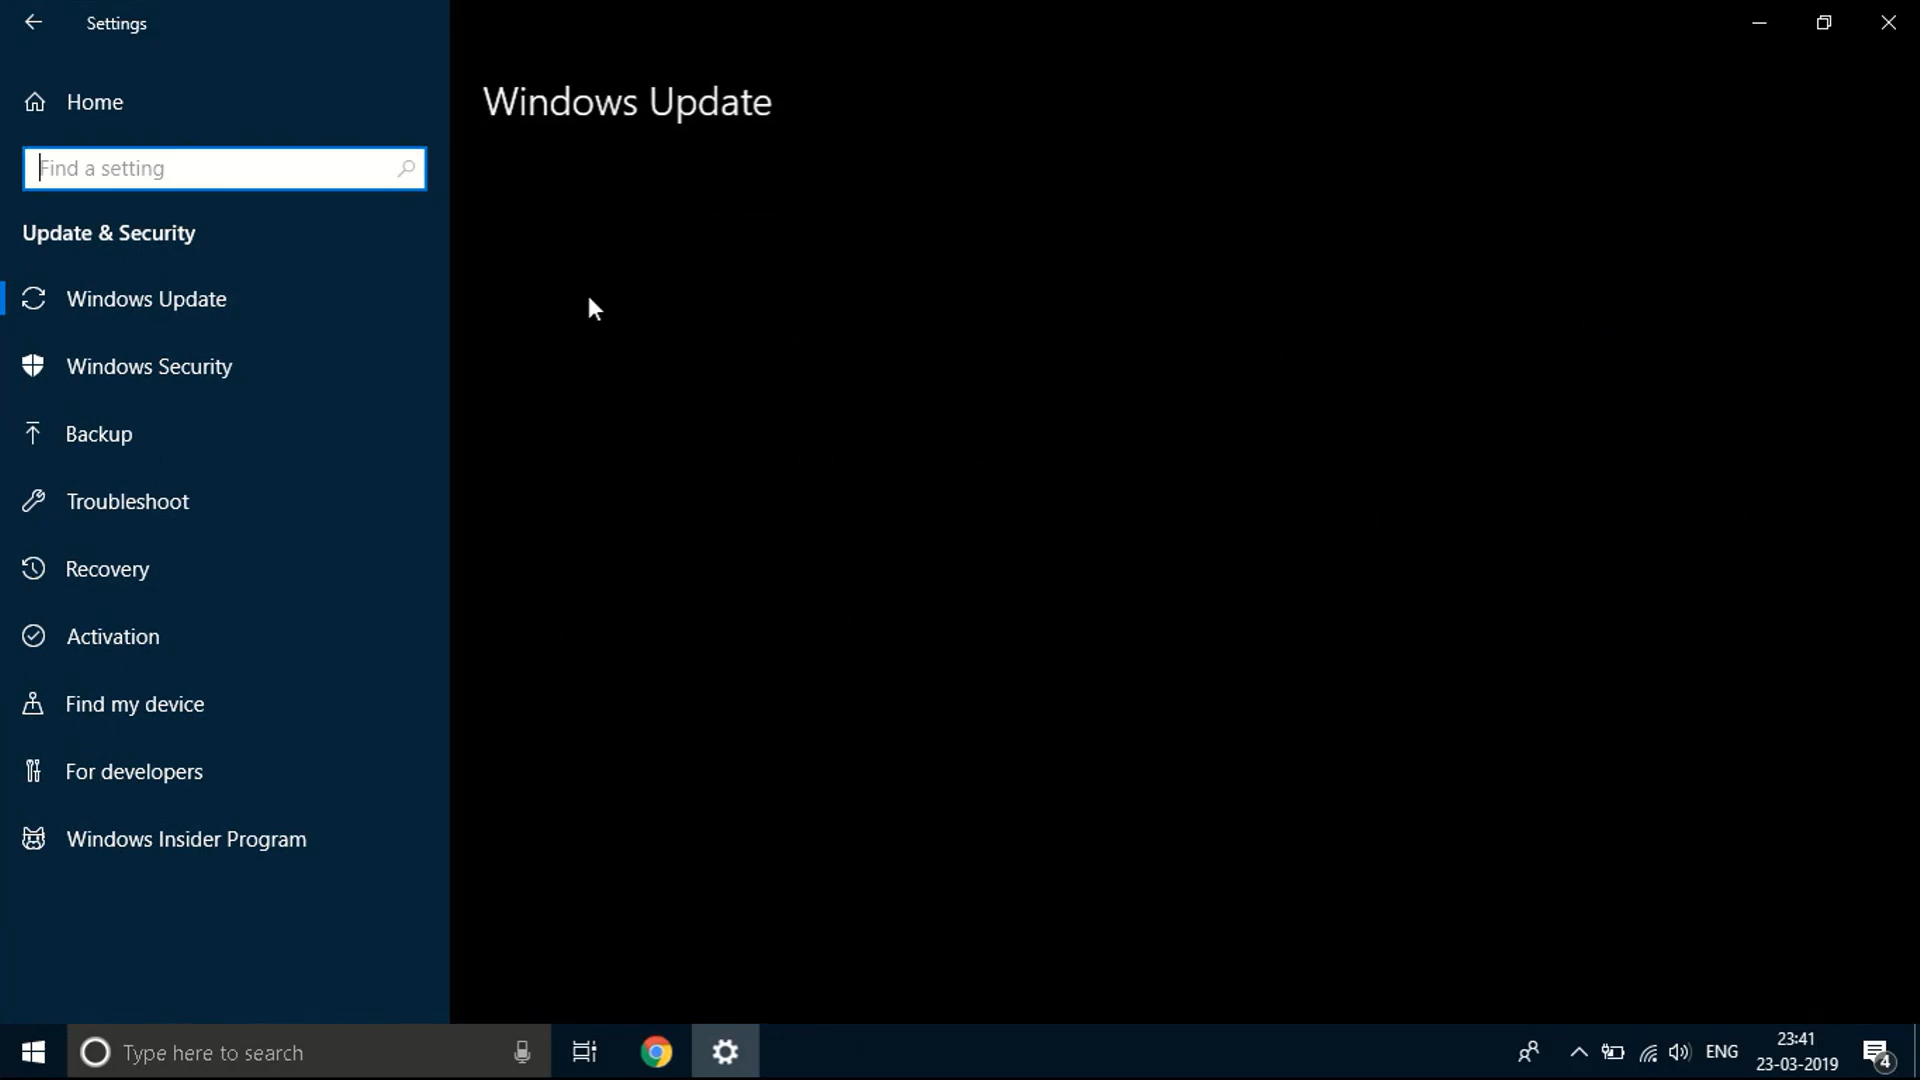 Settings
Home
Find a setting
Update & Security
Windows Update
Windows Security
Backup
Troubleshoot
Recovery
Activation
Find my device
For developers
Windows Insider Program
Windows Update
Type here to search
ENG
23:41
23-03-2019
4